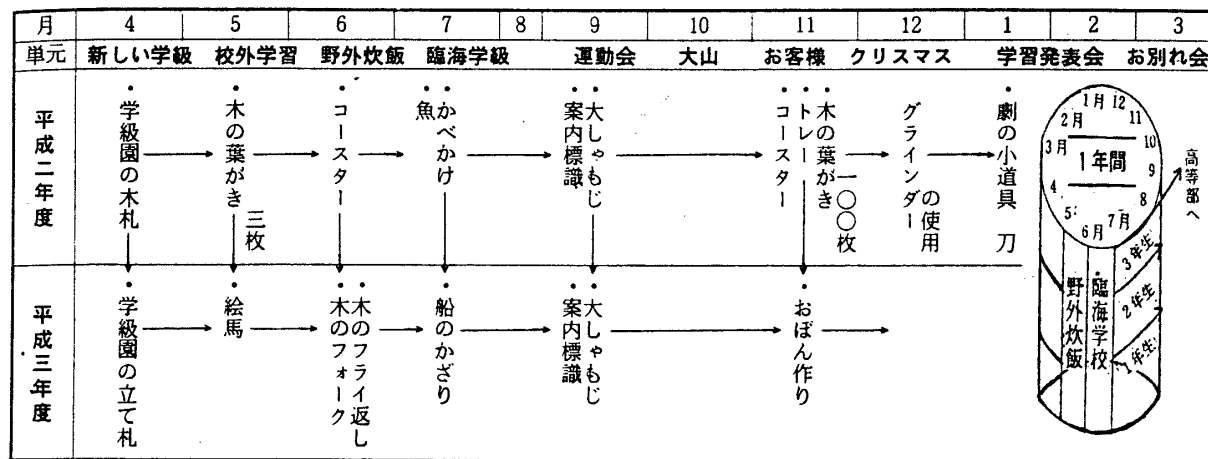 月 4 5 6 7 8 9 10 11 12 1 2 3
単元 新しい学級 校外学習 野外炊飯 臨海学級 運動会 大山 お客様 クリスマス 学習発表会 お別れ会
平成二年度
・学級園の木札
・木の葉がき 三枚
・コースター
・かべかけ
・魚
・大しゃもじ
・案内標識
・木の葉がき 一〇〇枚
・トレー
・コースター
グラインダーの使用
・劇の小道具 刀
平成三年度
・学級園の立て札
・絵馬
・木のフライ返し
・木のフォーク
・船のかざり
・大しゃもじ
・案内標識
・おぼん作り
1月 12 11 10 9 8 7月 6月 5 4 3月 2月
1年間
高等部へ
3年生
2年生
1年生
・臨海学校
野外炊飯